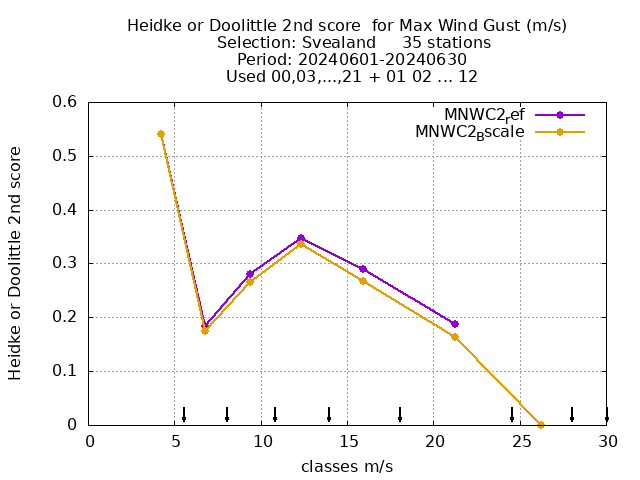 Heidke or Doolittle 2nd score  for Max Wind Gust (m/s)
Selection: Svealand     35 stations
Period: 20240601-20240630
Used 00,03,...,21 + 01 02 ... 12
MNWC2ref
MNWC2Bscale
Heidke or Doolittle 2nd score
0.6
0.5
0.4
0.3
0.2
0.1
0
0 5 10 15 20 25 30
classes m/s